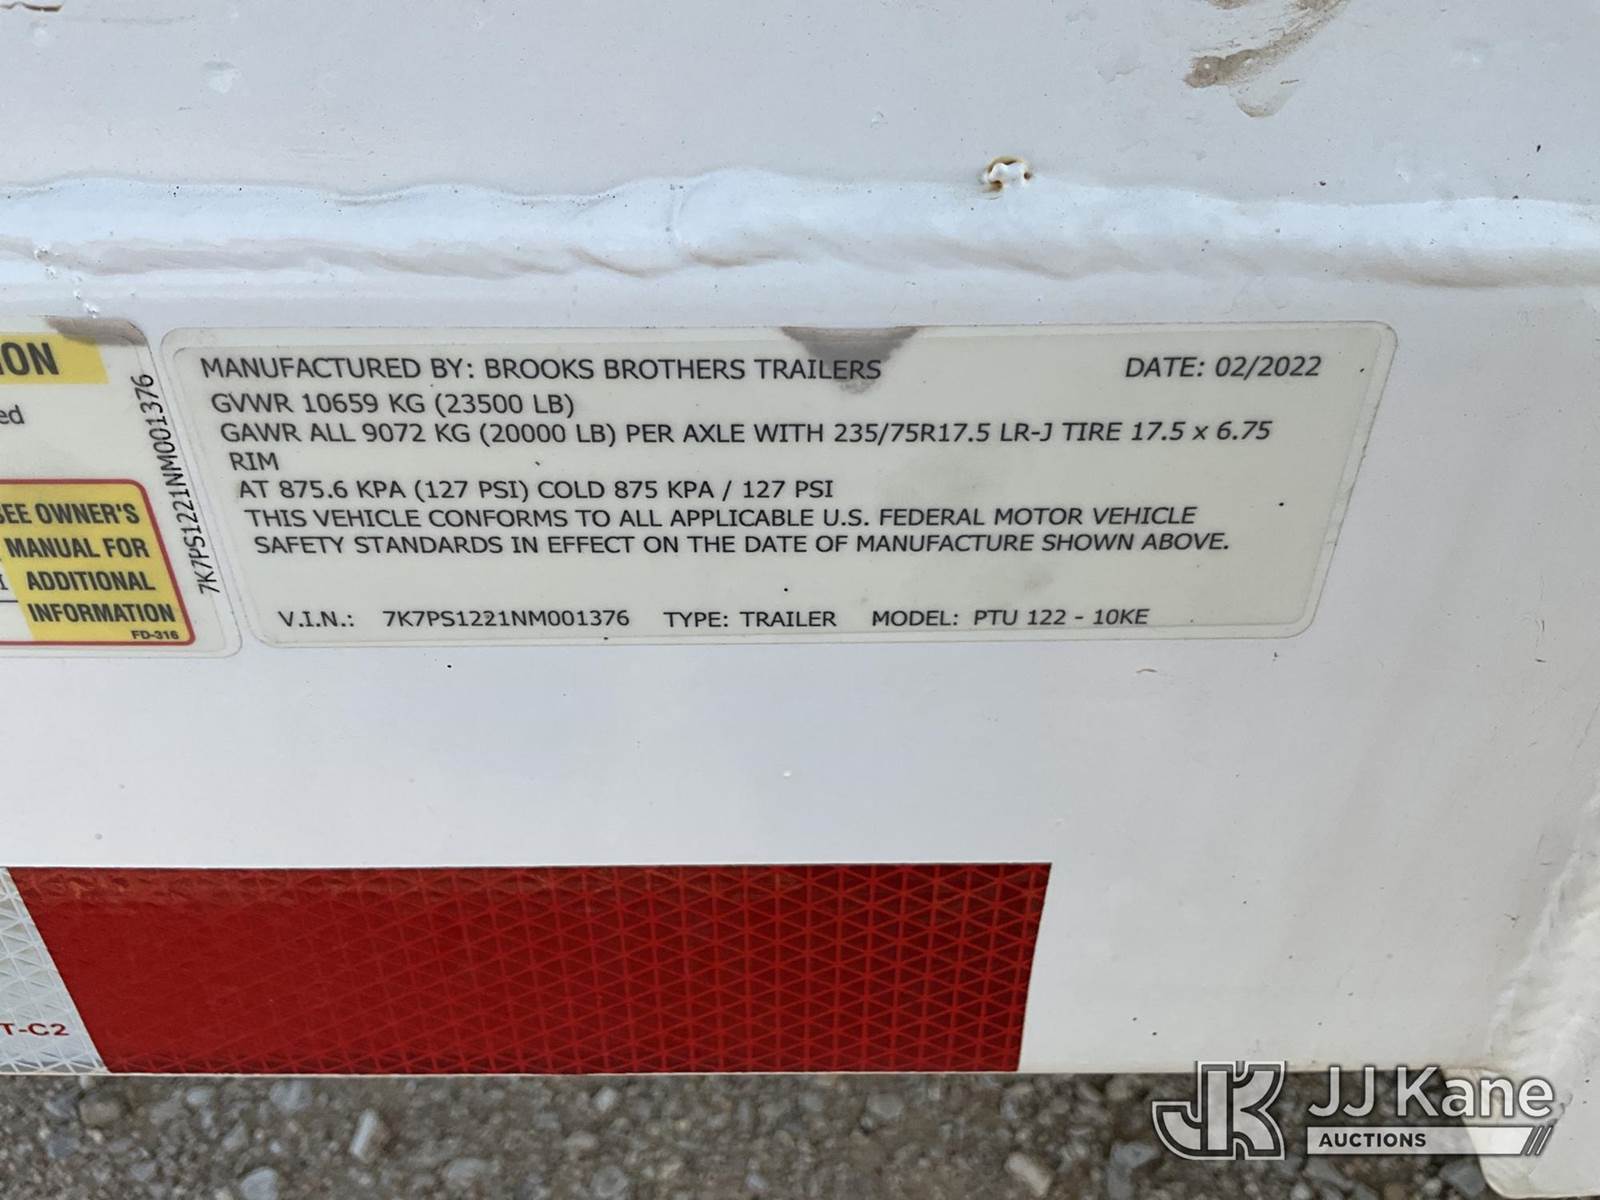 ION
ed
SEE OWNER'S
MANUAL FOR
I ADDITIONAL
INFORMATION
FD-316
7K7PS1221NM001376
MANUFACTURED BY: BROOKS BROTHERS TRAILERS DATE: 02/2022
GVWR 10659 KG (23500 LB)
GAWR ALL 9072 KG (20000 LB) PER AXLE WITH 235/75R17.5 LR-J TIRE 17.5 x 6.75
RIM
AT 875.6 KPA (127 PSI) COLD 875 KPA / 127 PSI
THIS VEHICLE CONFORMS TO ALL APPLICABLE U.S. FEDERAL MOTOR VEHICLE
SAFETY STANDARDS IN EFFECT ON THE DATE OF MANUFACTURE SHOWN ABOVE.
V.I.N.: 7K7PS1221NM001376 TYPE: TRAILER MODEL: PTU 122 - 10KE
T-C2
JK JJ Kane
AUCTIONS